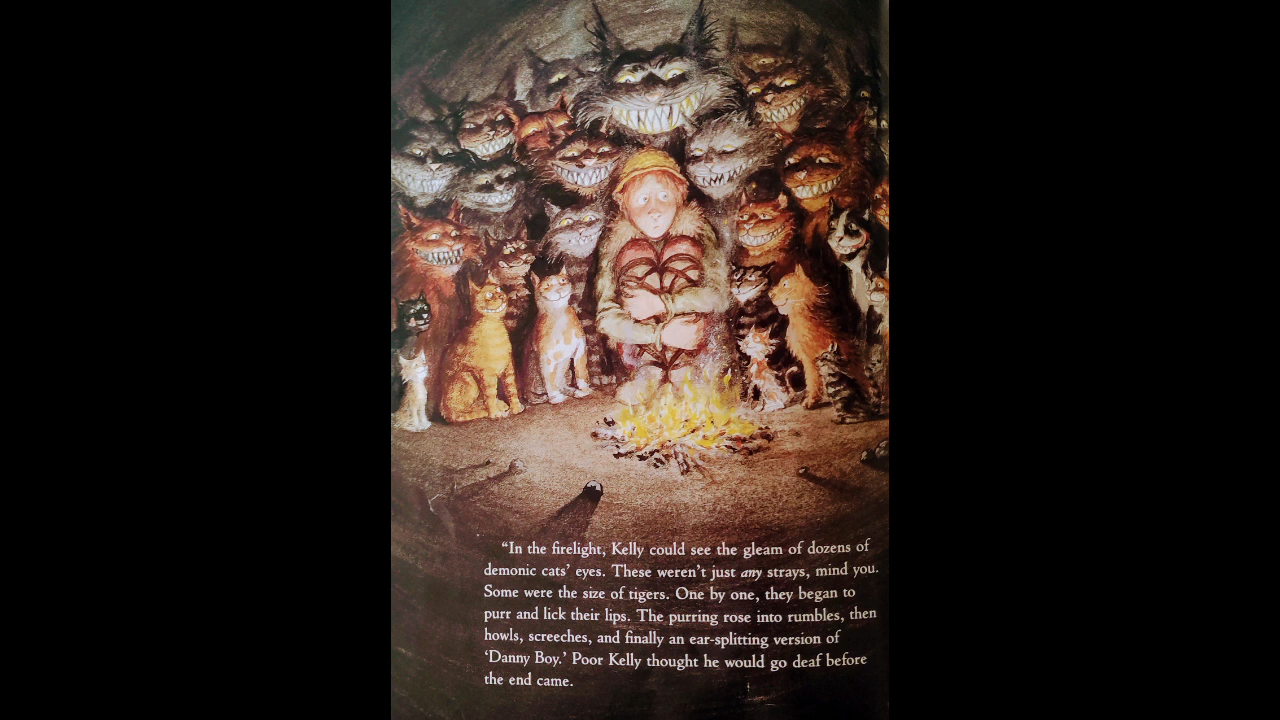 “In the firelight, Kelly could see the gleam of dozens of
demonic cats’ eyes. These weren’t just any strays, mind you.
Some were the size of tigers. One by one, they began to
purr and lick their lips. The purring rose into rumbles, then
howls, screeches, and finally an ear-splitting version of
‘Danny Boy.’ Poor Kelly thought he would go deaf before
the end came.